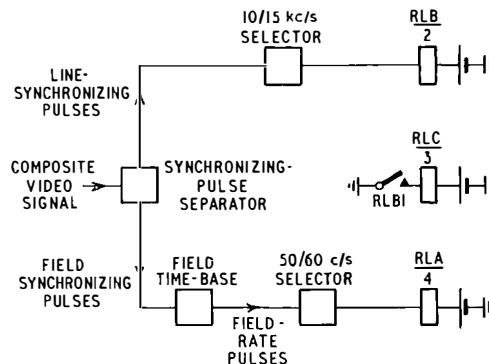 10/15 kc/s
SELECTOR
RLB
2
LINE-
SYNCHRONIZING
PULSES
COMPOSITE
VIDEO
SIGNAL
SYNCHRONIZING-
PULSE
SEPARATOR
RLC
3
RLB1
FIELD
SYNCHRONIZING
PULSES
FIELD
TIME-BASE
FIELD-
RATE
PULSES
50/60 c/s
SELECTOR
RLA
4